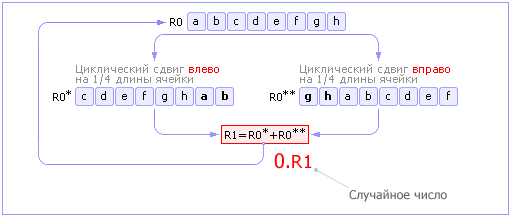 R0 a b c d e f g h
Циклический сдвиг влево
на 1/4 длины ячейки
Циклический сдвиг вправо
на 1/4 длины ячейки
R0* c d e f g h a b
R0** g h a b c d e f
R1=R0*+R0**
0.R1
Случайное число